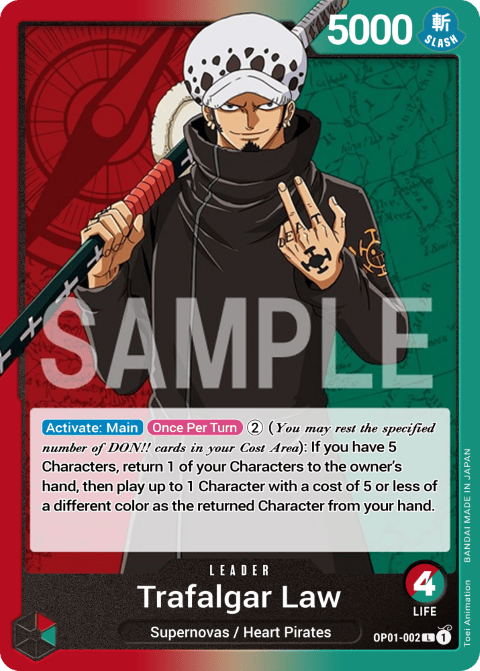 5000
斬
SLASH
DEAT
SAMPLE
Activate: Main Once Per Turn ② (You may rest the specified
number of DON!! cards in your Cost Area): If you have 5
Characters, return 1 of your Characters to the owner's
hand, then play up to 1 Character with a cost of 5 or less of
a different color as the returned Character from your hand.
LEADER
Trafalgar Law
Supernovas / Heart Pirates
4
LIFE
OP01-002 L 1
Toei Animation BANDAI MADE IN JAPAN